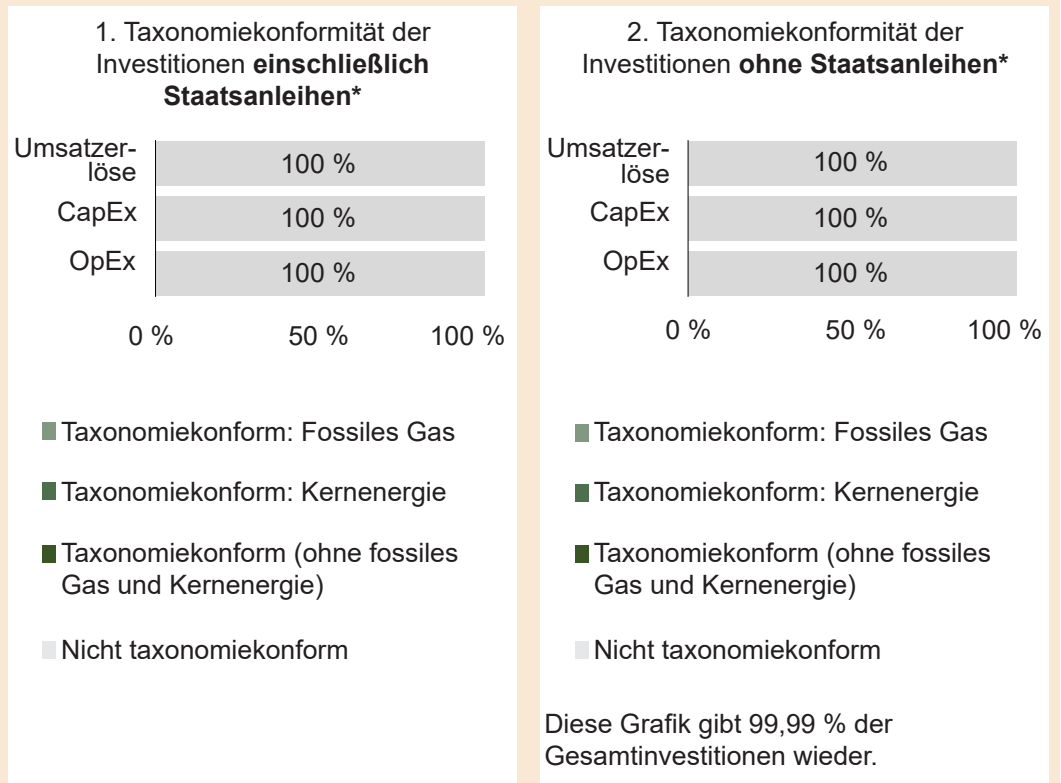 1. Taxonomiekonformität der
Investitionen einschließlich
Staatsanleihen*
Umsatzer-
löse
100 %
CapEx
100 %
OpEx
100 %
0 %
50 %
100 %
Taxonomiekonform: Fossiles Gas
Taxonomiekonform: Kernenergie
Taxonomiekonform (ohne fossiles
Gas und Kernenergie)
Nicht taxonomiekonform
2. Taxonomiekonformität der
Investitionen ohne Staatsanleihen*
Umsatzer-
löse
100 %
CapEx
100 %
OpEx
100 %
0 %
50 %
100 %
Taxonomiekonform: Fossiles Gas
Taxonomiekonform: Kernenergie
Taxonomiekonform (ohne fossiles
Gas und Kernenergie)
Nicht taxonomiekonform
Diese Grafik gibt 99,99 % der
Gesamtinvestitionen wieder.